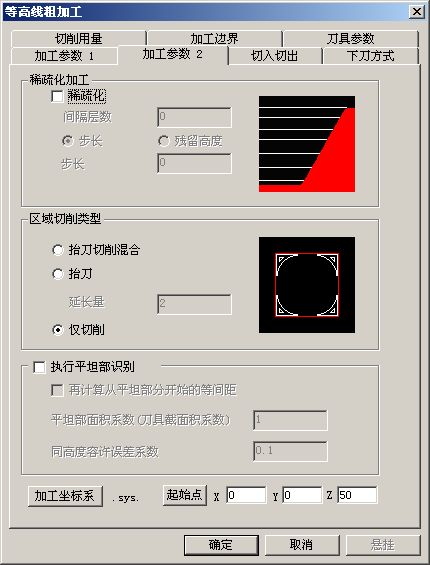 等高线粗加工
切削用量 加工边界 刀具参数
加工参数 1 加工参数 2 切入切出 下刀方式
稀疏化加工
稀疏化
间隔层数 0
步长 残留高度
步长 0
区域切削类型
抬刀切削混合
抬刀
延长量 2
仅切削
执行平坦部识别
再计算从平坦部分开始的等间距
平坦部面积系数(刀具截面积系数) 1
同高度容许误差系数 0.1
加工坐标系 .sys. 起始点 X 0 Y 0 Z 50
确定 取消 悬挂